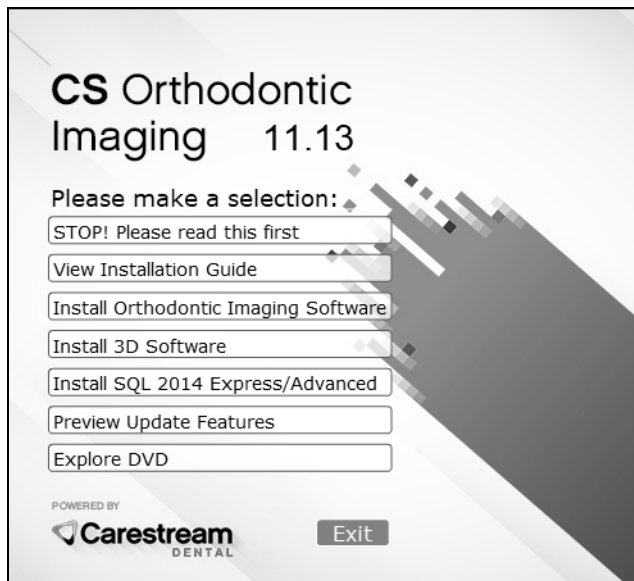 CS Orthodontic
Imaging 11.13
Please make a selection:
STOP! Please read this first
View Installation Guide
Install Orthodontic Imaging Software
Install 3D Software
Install SQL 2014 Express/Advanced
Preview Update Features
Explore DVD
POWERED BY
Carestream
DENTAL
Exit